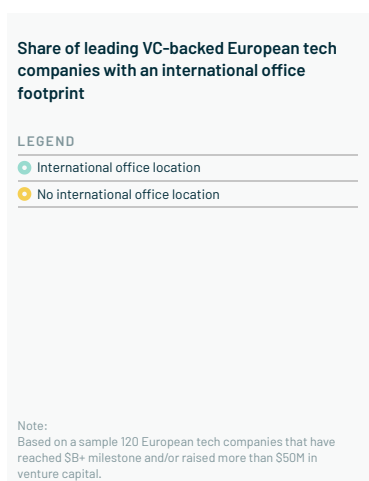 Share of leading VC-backed European tech
companies with an international office
footprint
LEGEND
International office location
No international office location
Note:
Based on a sample 120 European tech companies that have
reached $B+ milestone and/or raised more than $50M in
venture capital.